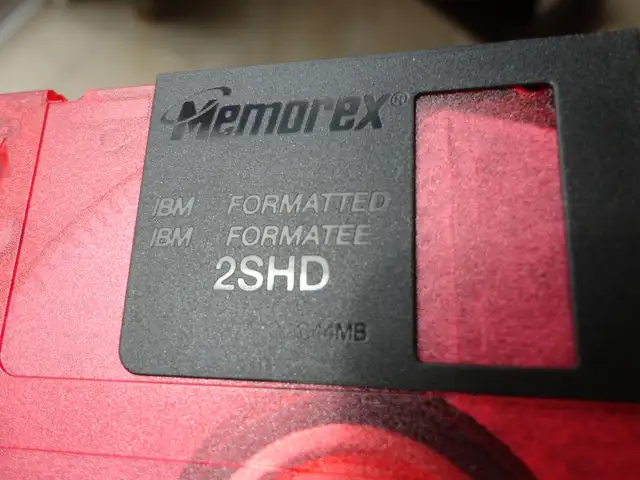 Memorex®
IBM FORMATTED
IBM FORMATEE
2SHD